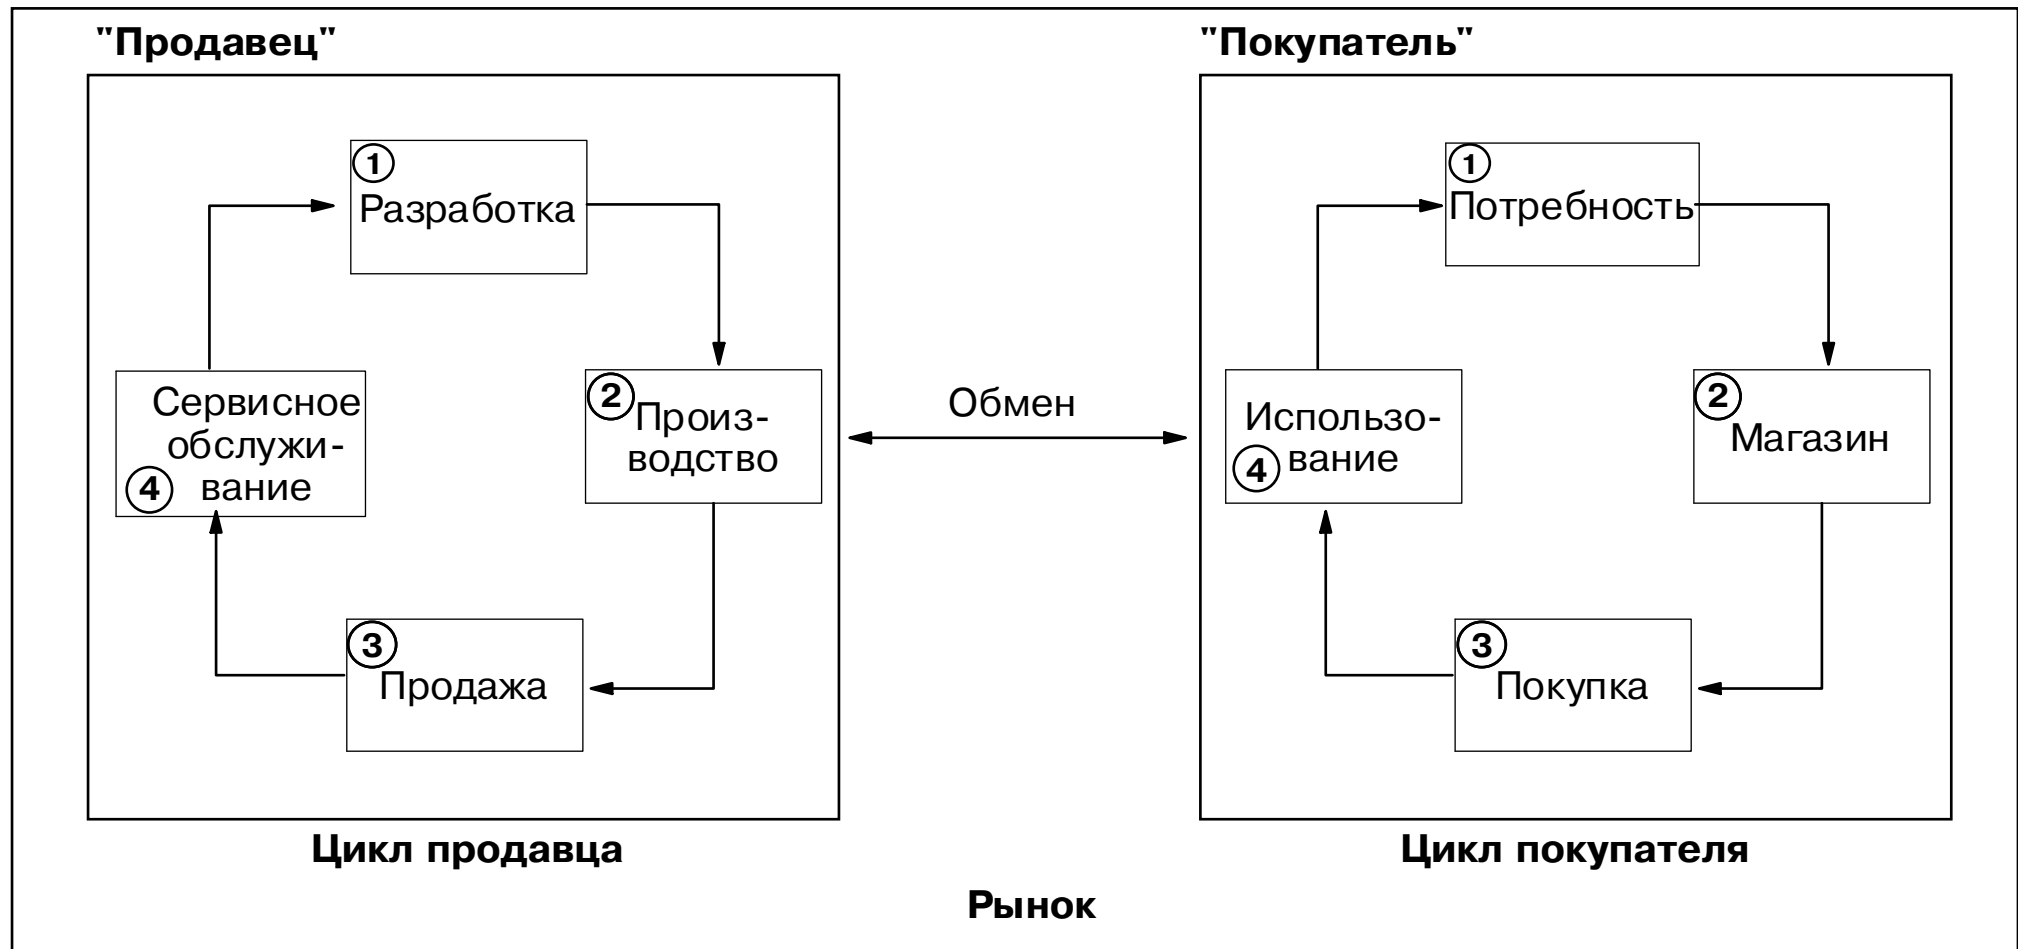 "Продавец"
1
Разработка
2
Произ-
водство
3
Продажа
Сервисное
обслужи-
4 вание
Цикл продавца
Обмен
"Покупатель"
1
Потребность
2
Магазин
3
Покупка
Использо-
4 вание
Цикл покупателя
Рынок